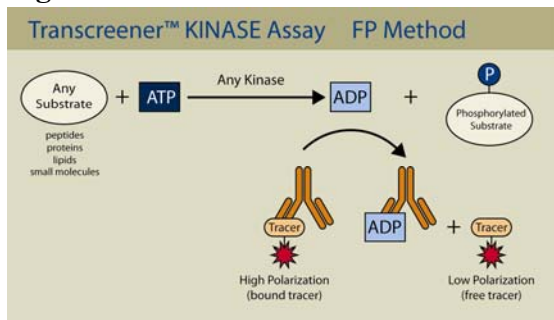 Transcreener™ KINASE Assay FP Method
Any Substrate + ATP Any Kinase ADP + P
Phosphorylated Substrate
peptides
proteins
lipids
small molecules
Tracer ADP + Tracer
High Polarization
(bound tracer)
Low Polarization
(free tracer)